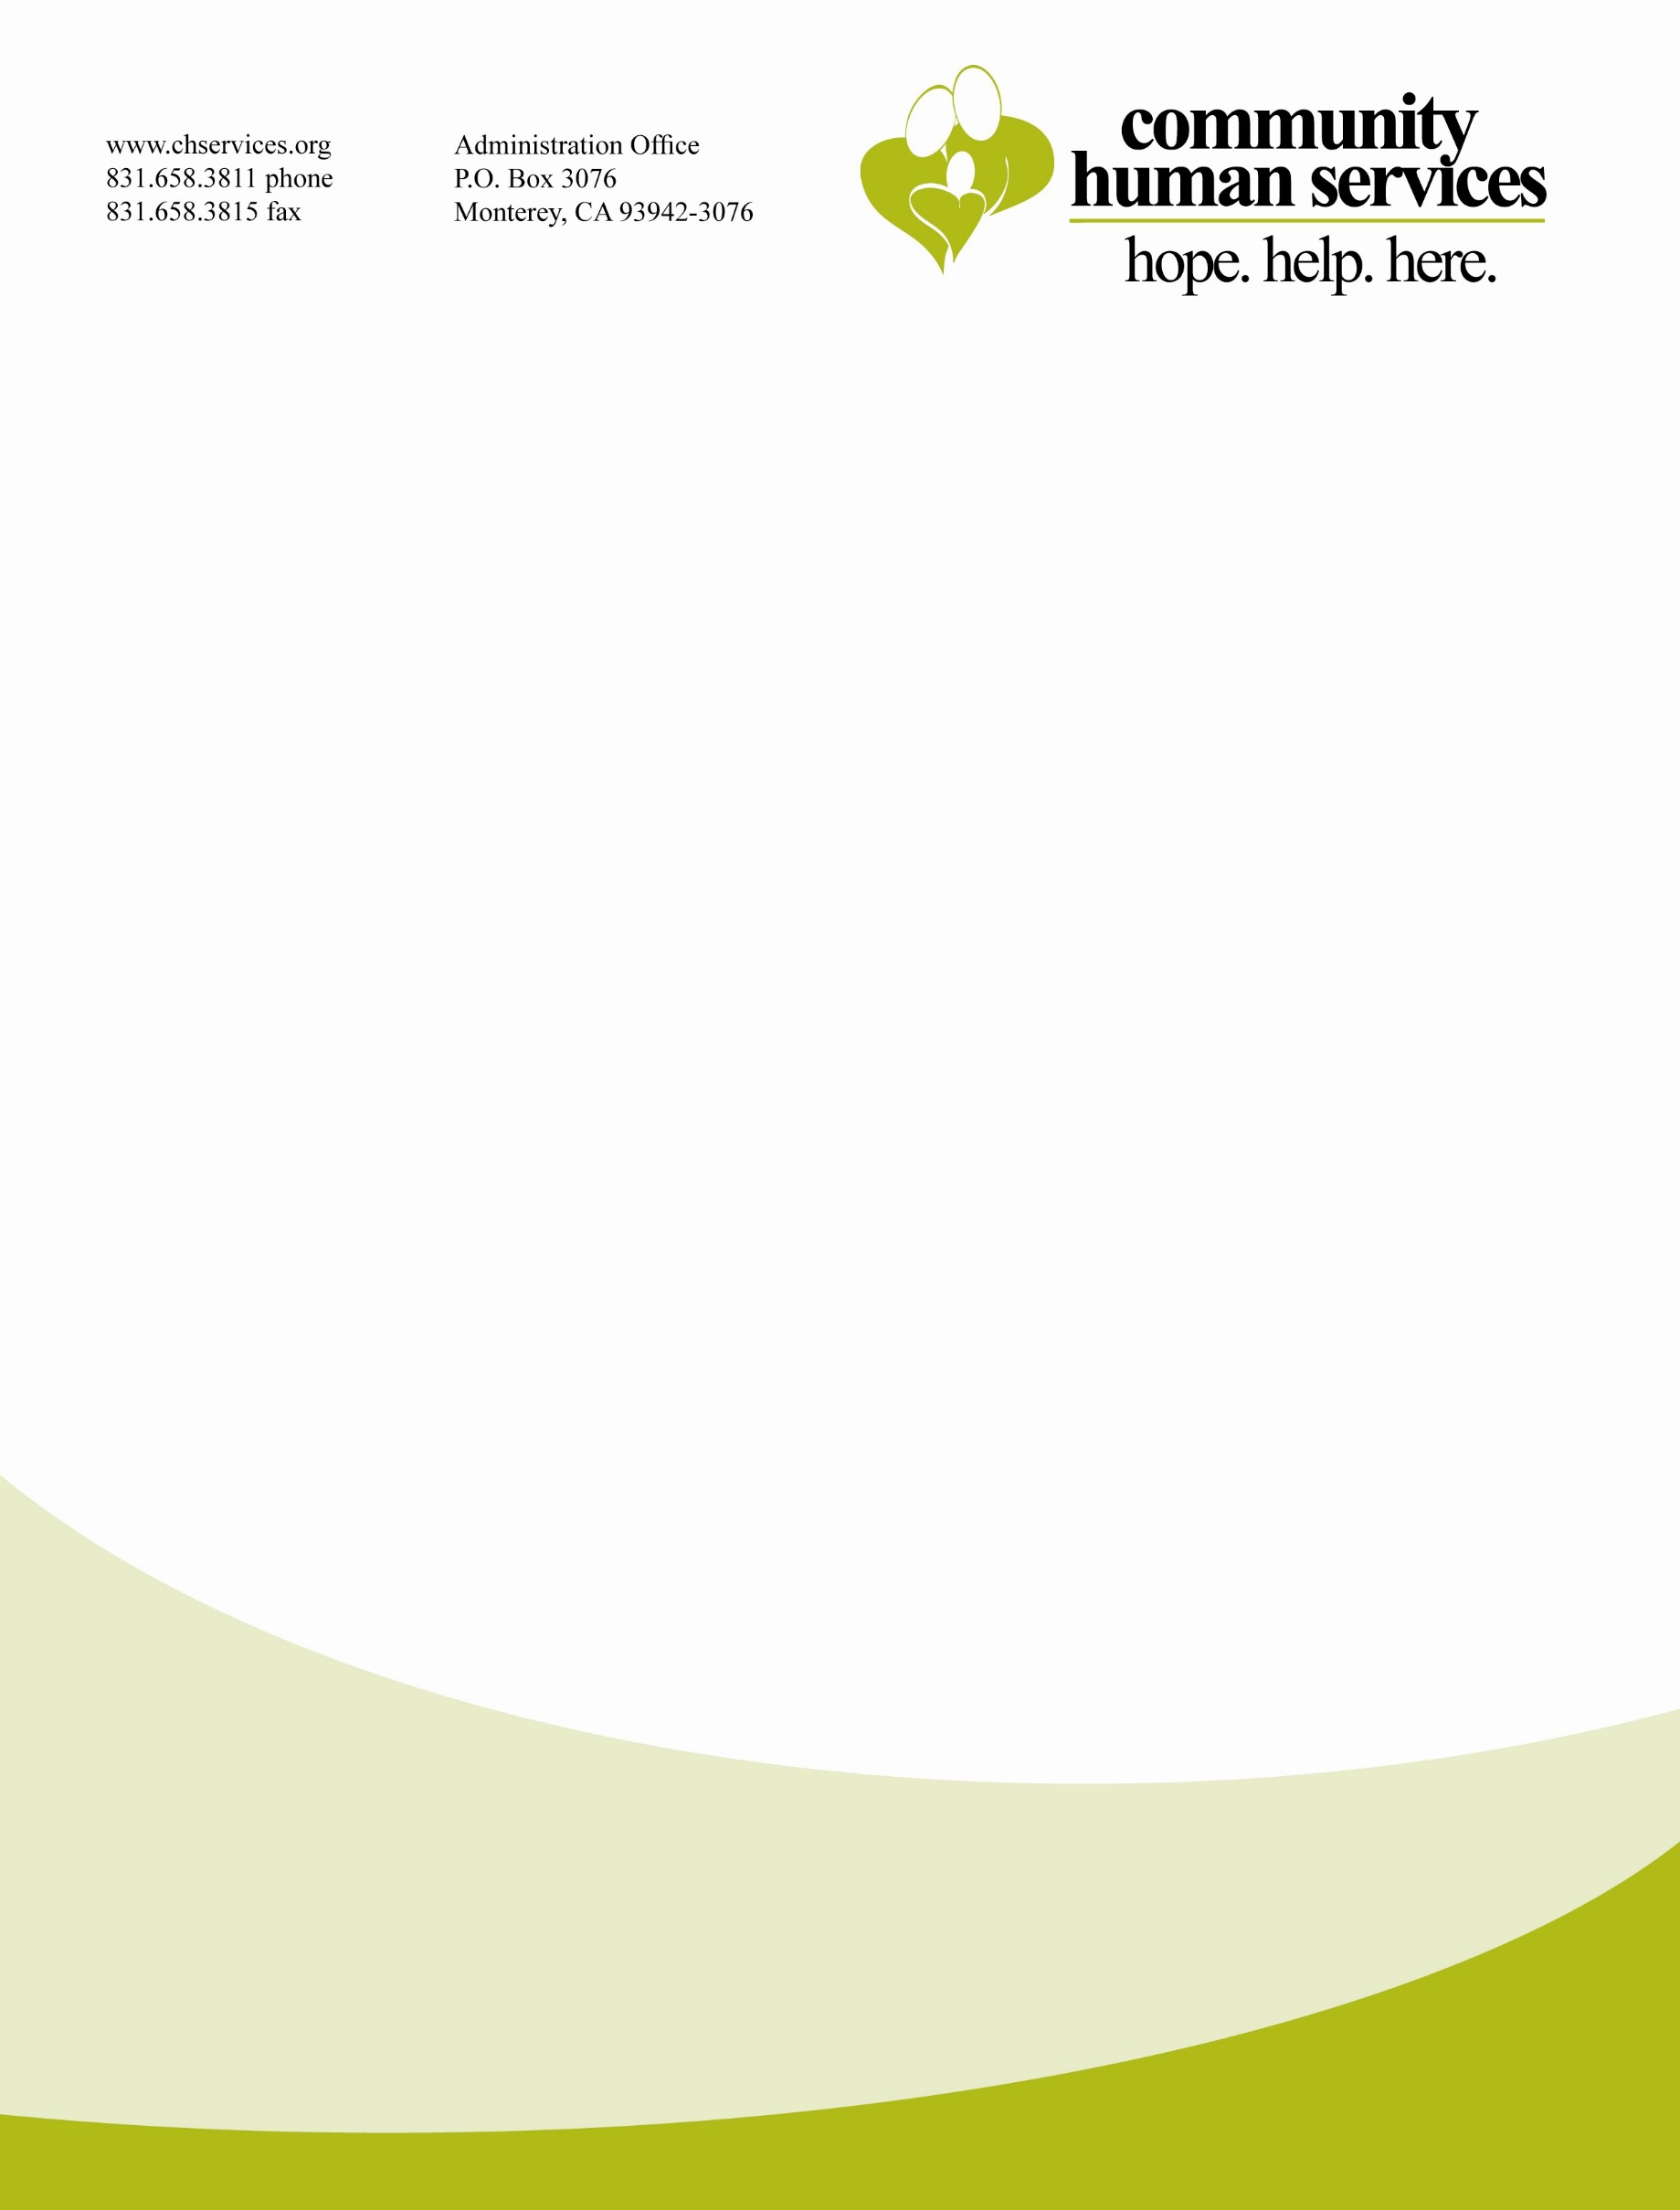 www.chservices.org
831.658.3811 phone
831.658.3815 fax
Administration Office
P.O. Box 3076
Monterey, CA 93942-3076
community
human services
hope. help. here.